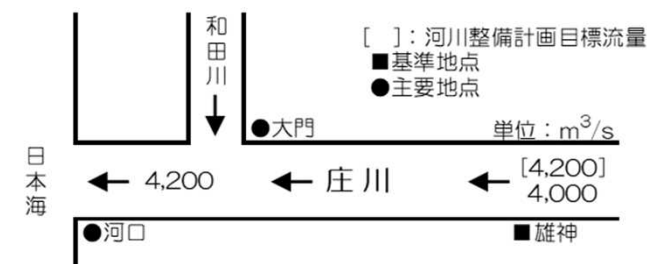 和田川
[ ]：河川整備計画目標流量
■基準地点
●主要地点
●大門
単位：m³/s
日本海
← 4,200
← 庄川
← [4,200]
4,000
●河口
■雄神